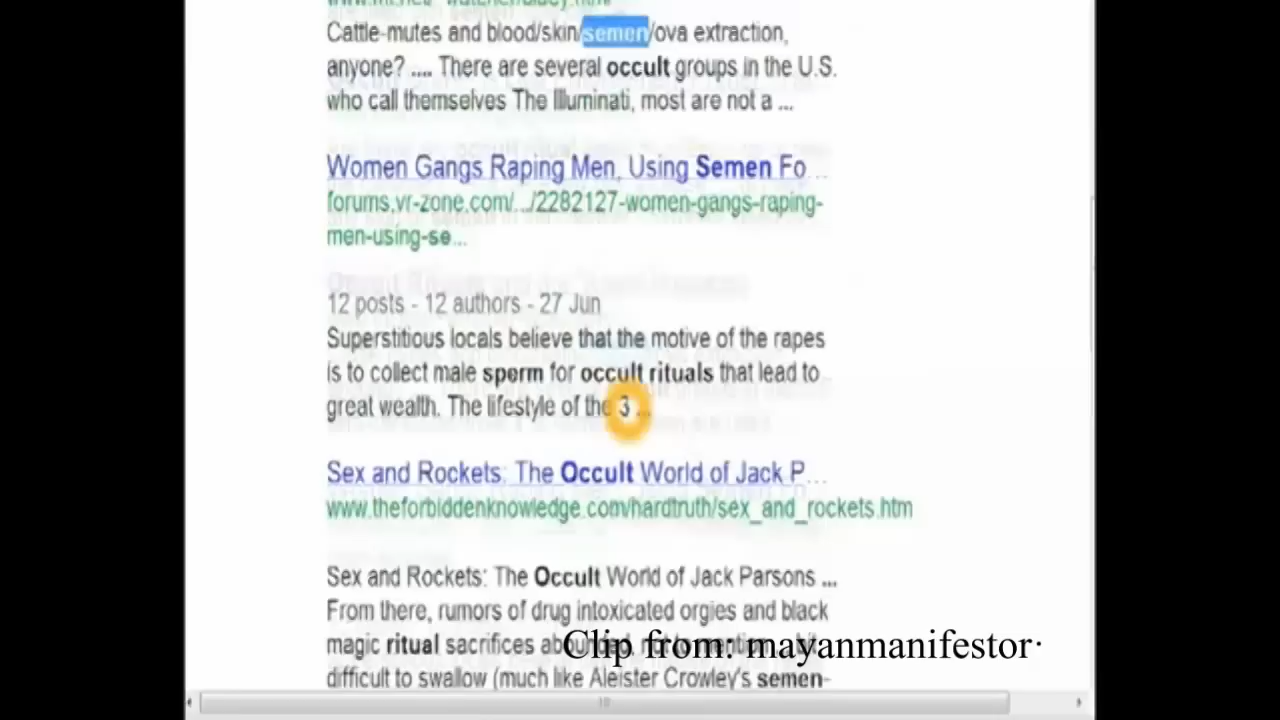 Cattle-mutes and blood/skin/semen/ova extraction,
anyone? .... There are several occult groups in the U.S.
who call themselves The Illuminati, most are not a ...
Women Gangs Raping Men, Using Semen Fo...
forums.vr-zone.com/.../2282127-women-gangs-raping-
men-using-se...
12 posts - 12 authors - 27 Jun
Superstitious locals believe that the motive of the rapes
is to collect male sperm for occult rituals that lead to
great wealth. The lifestyle of the 3 ...
Sex and Rockets: The Occult World of Jack P...
www.theforbiddenknowledge.com/hardtruth/sex_and_rockets.htm
Sex and Rockets: The Occult World of Jack Parsons ...
From there, rumors of drug intoxicated orgies and black
magic ritual sacrifices abounded, not to mention
Clip from: mayanmanifestor·
difficult to swallow (much like Aleister Crowley's semen-